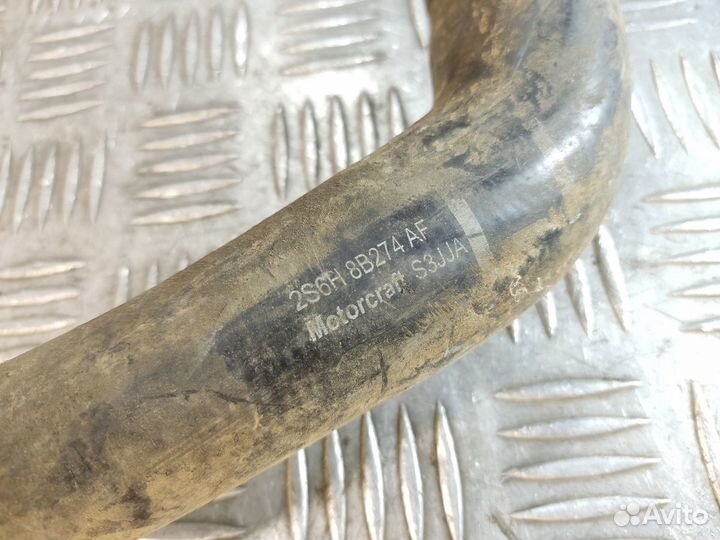 2S6H 8B274 AF
Motorcraft S3JJA
Avito